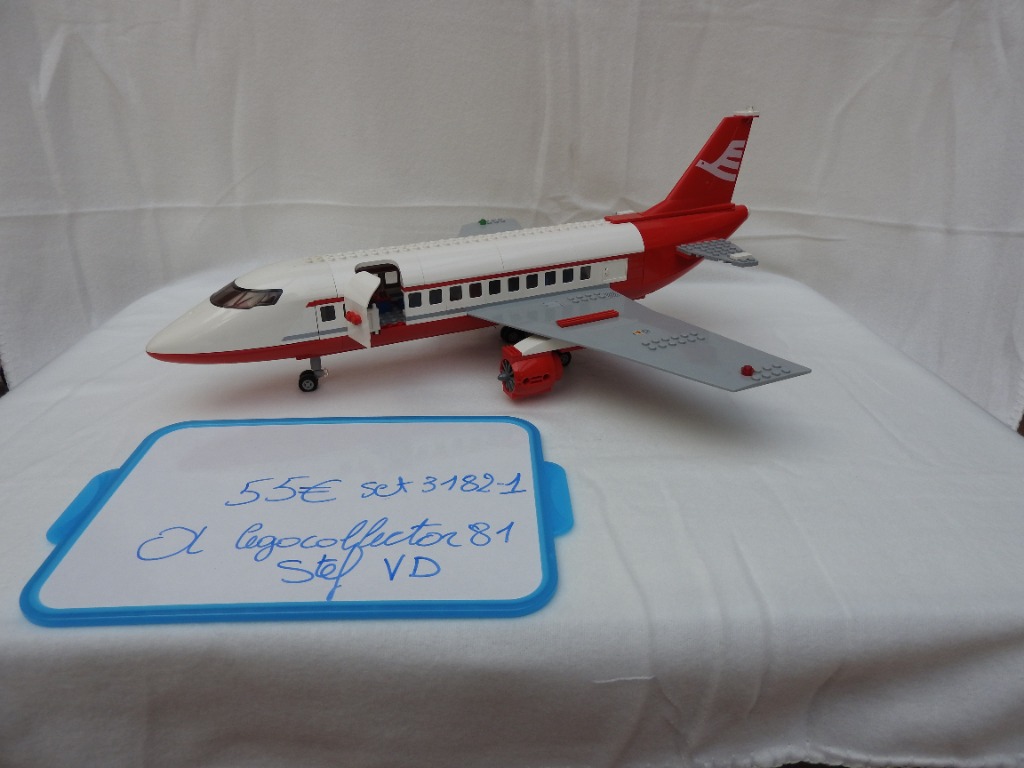 55€ set 3182-1
legocollector81
Stef VD